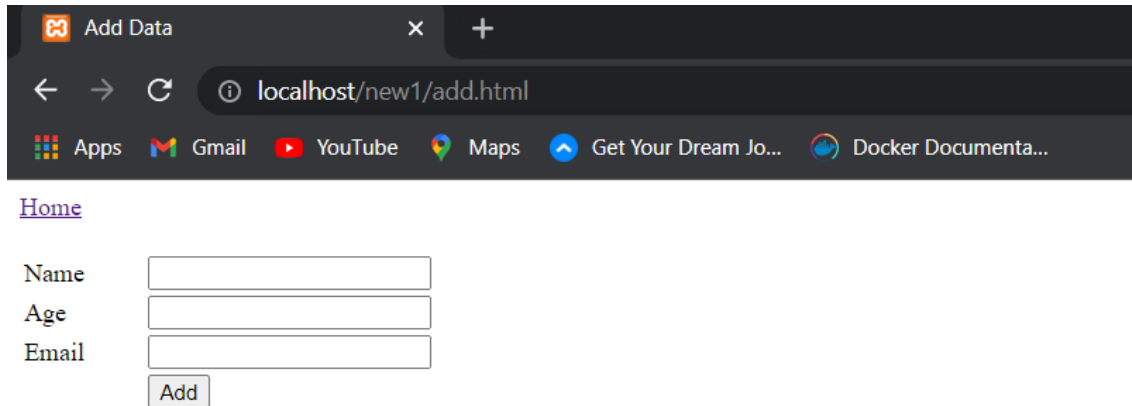 Add Data
localhost/new1/add.html
Apps Gmail YouTube Maps Get Your Dream Jo... Docker Documenta...
Home
Name
Age
Email
Add